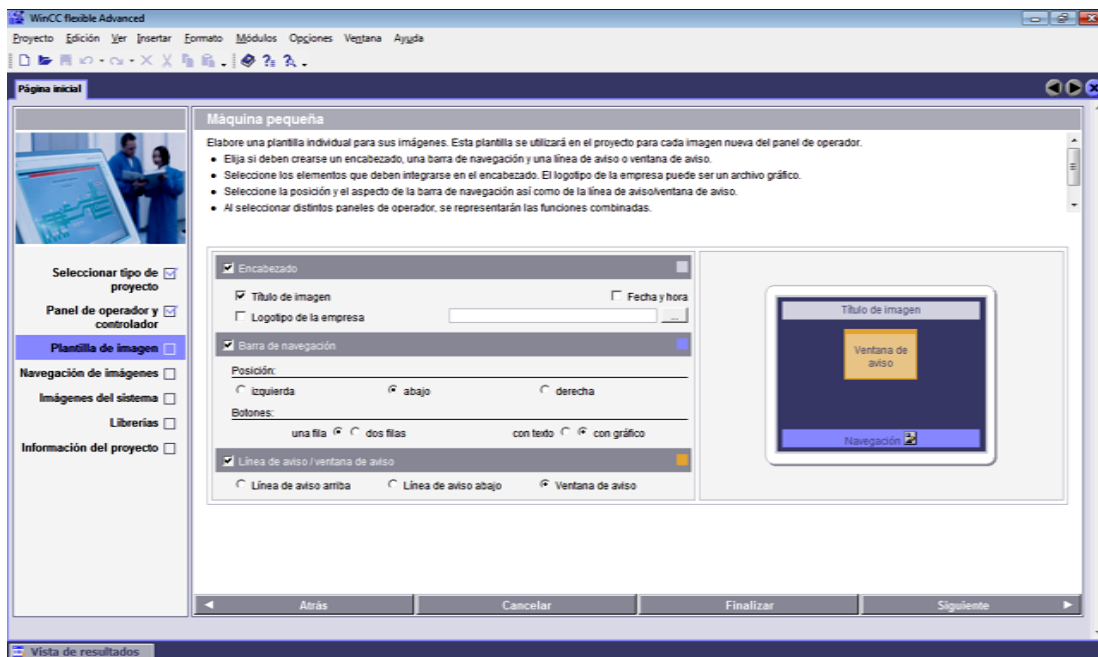 WinCC flexible Advanced
Proyecto Edición Ver Insertar Formato Módulos Opciones Ventana Ayuda
Página inicial
Máquina pequeña
Elabore una plantilla individual para sus imágenes. Esta plantilla se utilizará en el proyecto para cada imagen nueva del panel de operador.
• Elija si deben crearse un encabezado, una barra de navegación y una línea de aviso o ventana de aviso.
• Seleccione los elementos que deben integrarse en el encabezado. El logotipo de la empresa puede ser un archivo gráfico.
• Seleccione la posición y el aspecto de la barra de navegación así como de la línea de aviso/ventana de aviso.
• Al seleccionar distintos paneles de operador, se representarán las funciones combinadas.
Seleccionar tipo de
proyecto
Panel de operador y
controlador
Plantilla de imagen
Navegación de imágenes
Imágenes del sistema
Librerías
Información del proyecto
Encabezado
Título de imagen Fecha y hora
Logotipo de la empresa ...
Barra de navegación
Posición:
izquierda abajo derecha
Botones:
una fila dos filas con texto con gráfico
Línea de aviso / ventana de aviso
Línea de aviso arriba Línea de aviso abajo Ventana de aviso
Título de imagen
Ventana de
aviso
Navegación
Atrás Cancelar Finalizar Siguiente
Vista de resultados